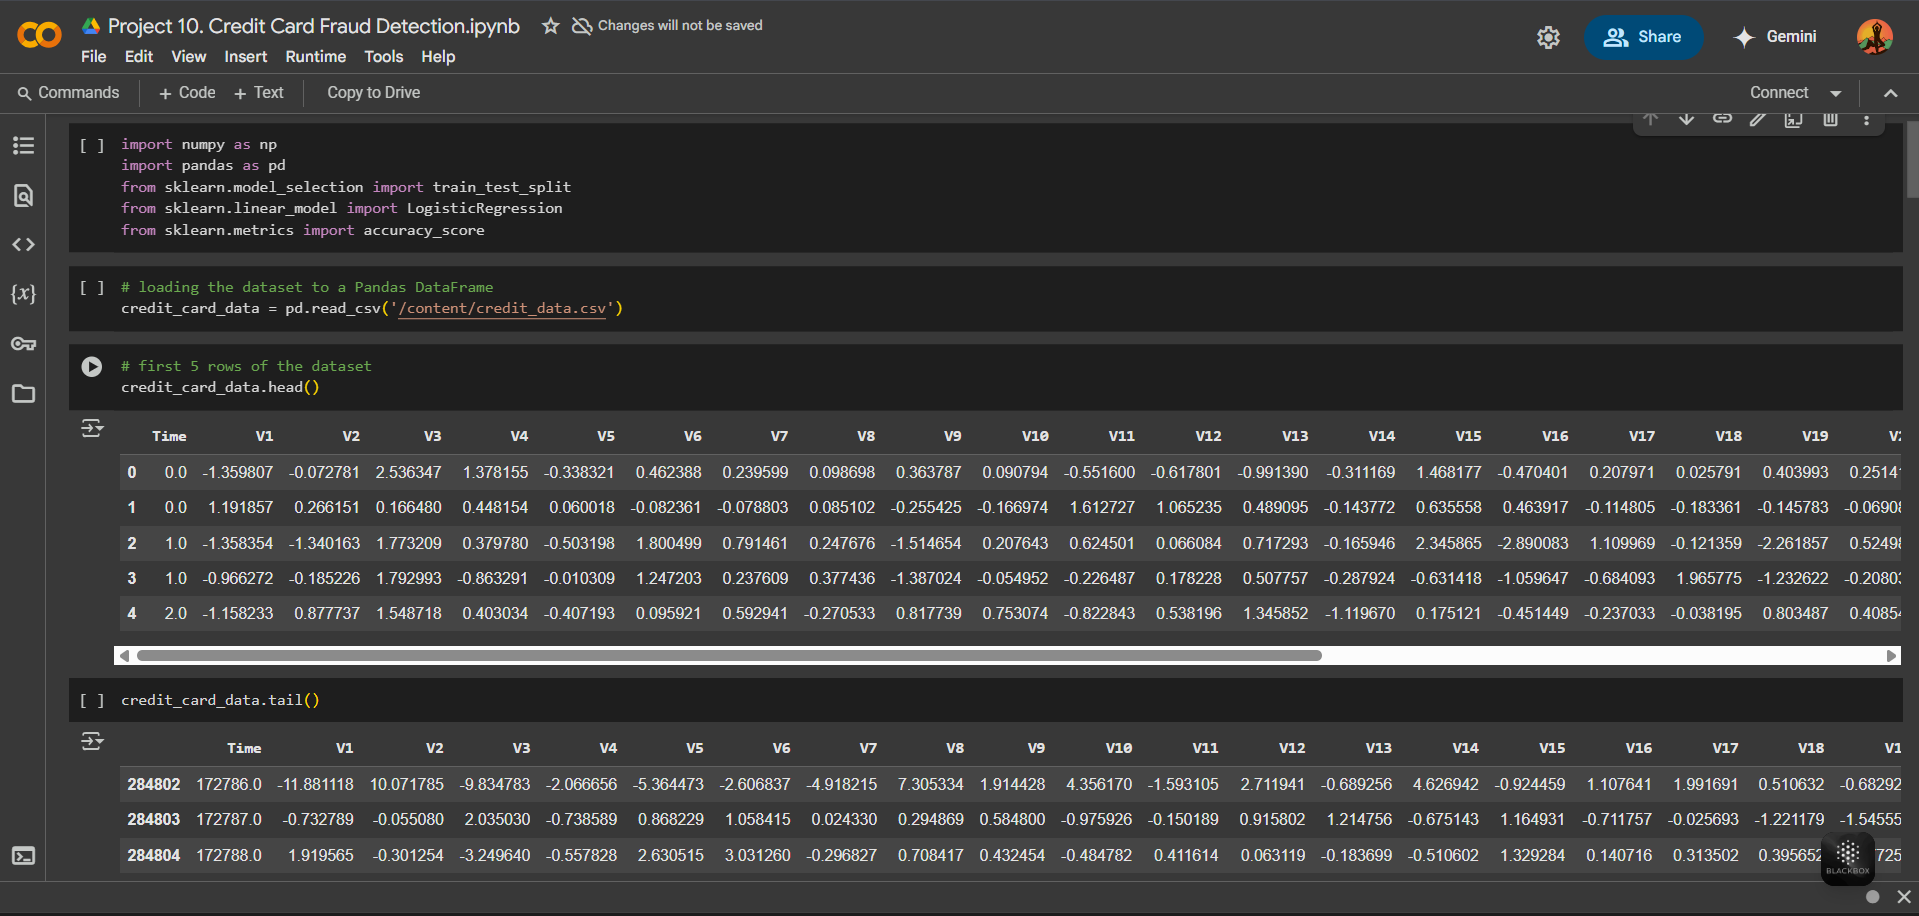 Project 10. Credit Card Fraud Detection.ipynb Changes will not be saved
Share Gemini
File Edit View Insert Runtime Tools Help
Commands + Code + Text Copy to Drive Connect
[ ] import numpy as np
import pandas as pd
from sklearn.model_selection import train_test_split
from sklearn.linear_model import LogisticRegression
from sklearn.metrics import accuracy_score
[ ] # loading the dataset to a Pandas DataFrame
credit_card_data = pd.read_csv('/content/credit_data.csv')
# first 5 rows of the dataset
credit_card_data.head()
Time V1 V2 V3 V4 V5 V6 V7 V8 V9 V10 V11 V12 V13 V14 V15 V16 V17 V18 V19
0 0.0 -1.359807 -0.072781 2.536347 1.378155 -0.338321 0.462388 0.239599 0.098698 0.363787 0.090794 -0.551600 -0.617801 -0.991390 -0.311169 1.468177 -0.470401 0.207971 0.025791 0.403993 0.2514
1 0.0 1.191857 0.266151 0.166480 0.448154 0.060018 -0.082361 -0.078803 0.085102 -0.255425 -0.166974 1.612727 1.065235 0.489095 -0.143772 0.635558 0.463917 -0.114805 -0.183361 -0.145783 -0.0690
2 1.0 -1.358354 -1.340163 1.773209 0.379780 -0.503198 1.800499 0.791461 0.247676 -1.514654 0.207643 0.624501 0.066084 0.717293 -0.165946 2.345865 -2.890083 1.109969 -0.121359 -2.261857 0.5249
3 1.0 -0.966272 -0.185226 1.792993 -0.863291 -0.010309 1.247203 0.237609 0.377436 -1.387024 -0.054952 -0.226487 0.178228 0.507757 -0.287924 -0.631418 -1.059647 -0.684093 1.965775 -1.232622 -0.2080
4 2.0 -1.158233 0.877737 1.548718 0.403034 -0.407193 0.095921 0.592941 -0.270533 0.817739 0.753074 -0.822843 0.538196 1.345852 -1.119670 0.175121 -0.451449 -0.237033 -0.038195 0.803487 0.4085
[ ] credit_card_data.tail()
Time V1 V2 V3 V4 V5 V6 V7 V8 V9 V10 V11 V12 V13 V14 V15 V16 V17 V18 V1
284802 172786.0 -11.881118 10.071785 -9.834783 -2.066656 -5.364473 -2.606837 -4.918215 7.305334 1.914428 4.356170 -1.593105 2.711941 -0.689256 4.626942 -0.924459 1.107641 1.991691 0.510632 -0.68292
284803 172787.0 -0.732789 -0.055080 2.035030 -0.738589 0.868229 1.058415 0.024330 0.294869 0.584800 -0.975926 -0.150189 0.915802 1.214756 -0.675143 1.164931 -0.711757 -0.025693 -1.221179 -1.54555
284804 172788.0 1.919565 -0.301254 -3.249640 -0.557828 2.630515 3.031260 -0.296827 0.708417 0.432454 -0.484782 0.411614 0.063119 -0.183699 -0.510602 1.329284 0.140716 0.313502 0.395652 725
BLACKBOX